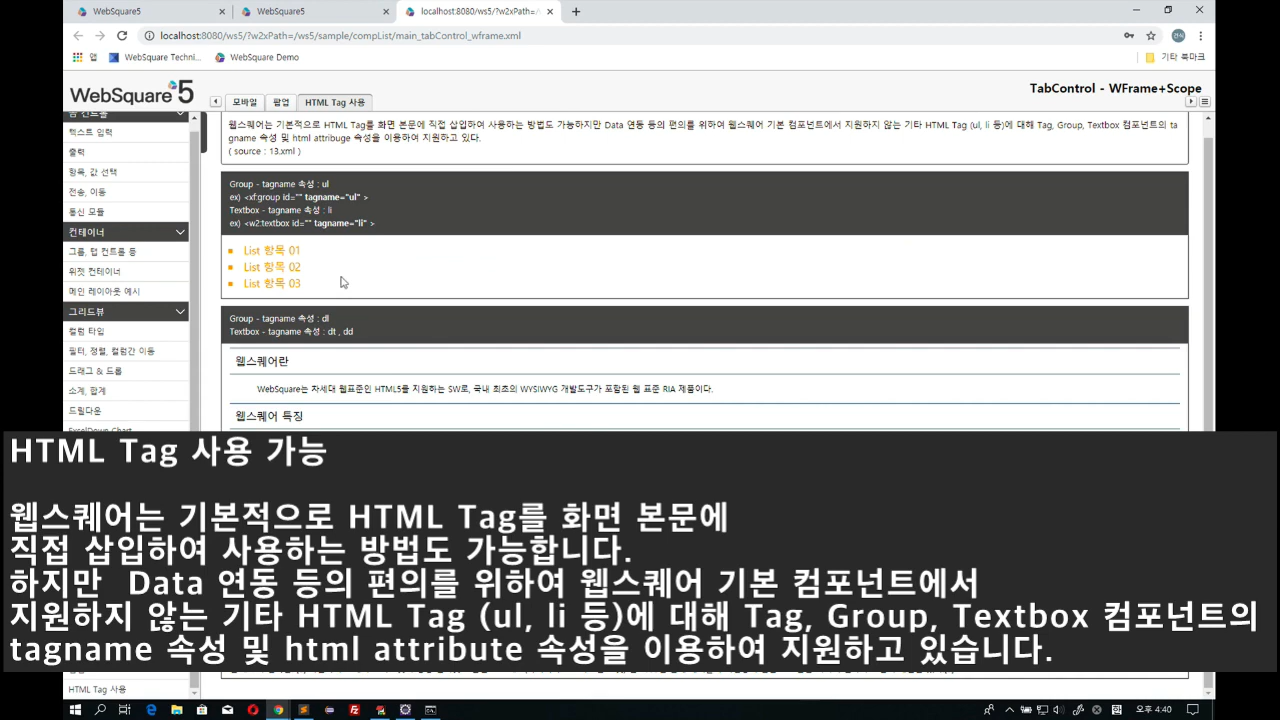 WebSquare5
WebSquare5
localhost:8080/ws5/?w2xPath=/
localhost:8080/ws5/?w2xPath=/ws5/sample/compList/main_tabControl_wframe.xml
앱
WebSquare Techni...
WebSquare Demo
기타 북마크
WebSquare 5
모바일
팝업
HTML Tag 사용
TabControl - WFrame+Scope
폼 컨트롤
텍스트 입력
출력
항목, 값 선택
전송, 이동
통신 모듈
컨테이너
그룹, 탭 컨트롤 등
위젯 컨테이너
메인 레이아웃 예시
그리드뷰
컬럼 타입
필터, 정렬, 컬럼간 이동
드래그 & 드롭
소계, 합계
드릴다운
ExcelDown Chart
HTML Tag 사용
웹스퀘어는 기본적으로 HTML Tag를 화면 본문에 직접 삽입하여 사용하는 방법도 가능하지만 Data 연동 등의 편의를 위하여 웹스퀘어 기본 컴포넌트에서 지원하지 않는 기타 HTML Tag (ul, li 등)에 대해 Tag, Group, Textbox 컴포넌트의 ta
gname 속성 및 html attribuge 속성을 이용하여 지원하고 있다.
( source : 13.xml )
Group - tagname 속성 : ul
ex) <xf:group id="" tagname="ul" >
Textbox - tagname 속성 : li
ex) <w2:textbox id="" tagname="li" >
List 항목 01
List 항목 02
List 항목 03
Group - tagname 속성 : dl
Textbox - tagname 속성 : dt , dd
웹스퀘어란
WebSquare는 차세대 웹표준인 HTML5를 지원하는 SW로, 국내 최초의 WYSIWYG 개발도구가 포함된 웹 표준 RIA 제품이다.
웹스퀘어 특징
HTML Tag 사용 가능
웹스퀘어는 기본적으로 HTML Tag를 화면 본문에
직접 삽입하여 사용하는 방법도 가능합니다.
하지만 Data 연동 등의 편의를 위하여 웹스퀘어 기본 컴포넌트에서
지원하지 않는 기타 HTML Tag (ul, li 등)에 대해 Tag, Group, Textbox 컴포넌트의
tagname 속성 및 html attribute 속성을 이용하여 지원하고 있습니다.
오후 4:40